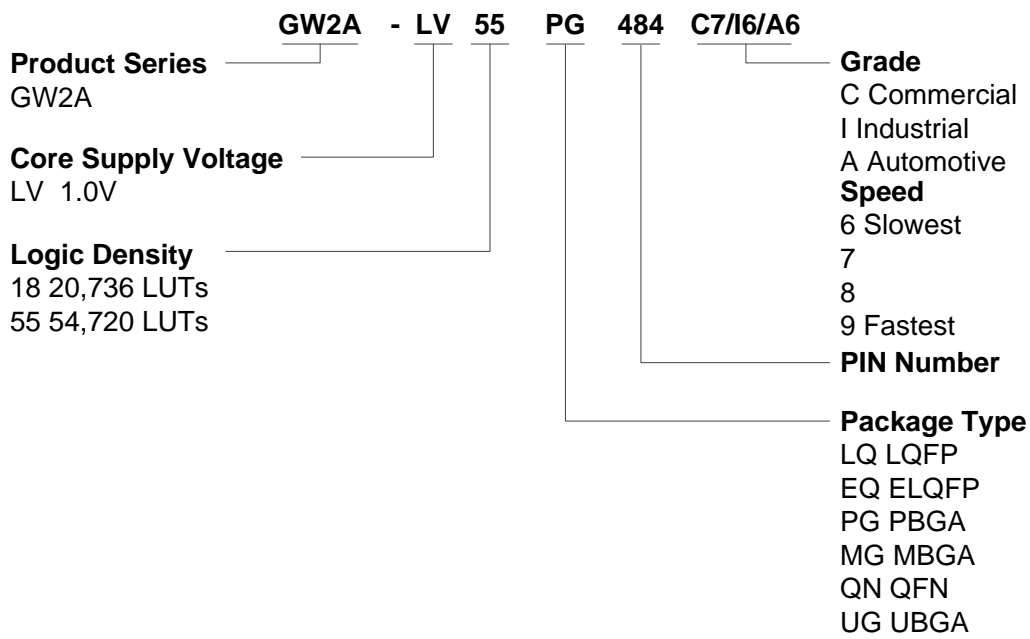 GW2A - LV 55 PG 484 C7/I6/A6
Product Series
GW2A
Core Supply Voltage
LV 1.0V
Logic Density
18 20,736 LUTs
55 54,720 LUTs
Grade
C Commercial
I Industrial
A Automotive
Speed
6 Slowest
7
8
9 Fastest
PIN Number
Package Type
LQ LQFP
EQ ELQFP
PG PBGA
MG MBGA
QN QFN
UG UBGA